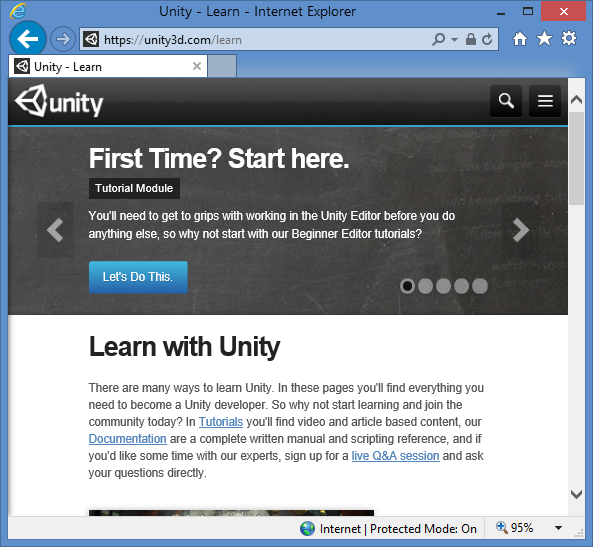 Unity - Learn - Internet Explorer
https://unity3d.com/learn
Unity - Learn
unity
First Time? Start here.
Tutorial Module
You'll need to get to grips with working in the Unity Editor before you do
anything else, so why not start with our Beginner Editor tutorials?
Let's Do This.
Learn with Unity
There are many ways to learn Unity. In these pages you'll find everything you
need to become a Unity developer. So why not start learning and join the
community today? In Tutorials you'll find video and article based content, our
Documentation are a complete written manual and scripting reference, and if
you'd like some time with our experts, sign up for a live Q&A session and ask
your questions directly.
Internet | Protected Mode: On
95%